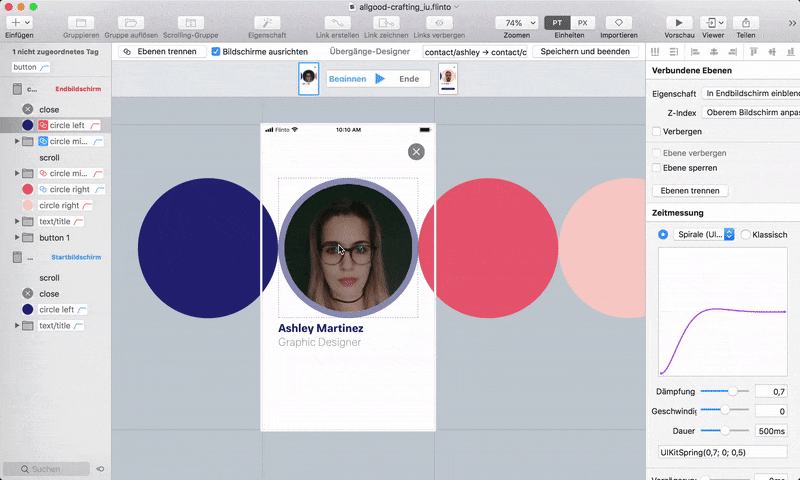 allgood-crafting_iu.flinto
74%
PT
PX
Einfügen
Gruppieren
Gruppe auflösen
Scrolling-Gruppe
Eigenschaft
Link erstellen
Link zeichnen
Links verbergen
Zoomen
Einheiten
Importieren
Vorschau
Viewer
Teilen
1 nicht zugeordnetes Tag
Ebenen trennen
Bildschirme ausrichten
Übergänge-Designer
contact/ashley → contact/c
Speichern und beenden
button
Beginnen
Ende
c...
Endbildschirm
close
circle left
circle mi...
scroll
circle mi...
circle right
circle right
text/title
button 1
...
Startbildschirm
scroll
close
circle left
text/title
Suchen
Flinto
10:10 AM
Ashley Martinez
Graphic Designer
Verbundene Ebenen
Eigenschaft
In Endbildschirm einblend
Z-Index
Oberem Bildschirm anpas
Verbergen
Ebene verbergen
Ebene sperren
Ebenen trennen
Zeitmessung
Spirale (UI...
Klassisch
Dämpfung
0,7
Geschwindig
0
Dauer
500ms
UIKitSpring(0,7; 0; 0,5)